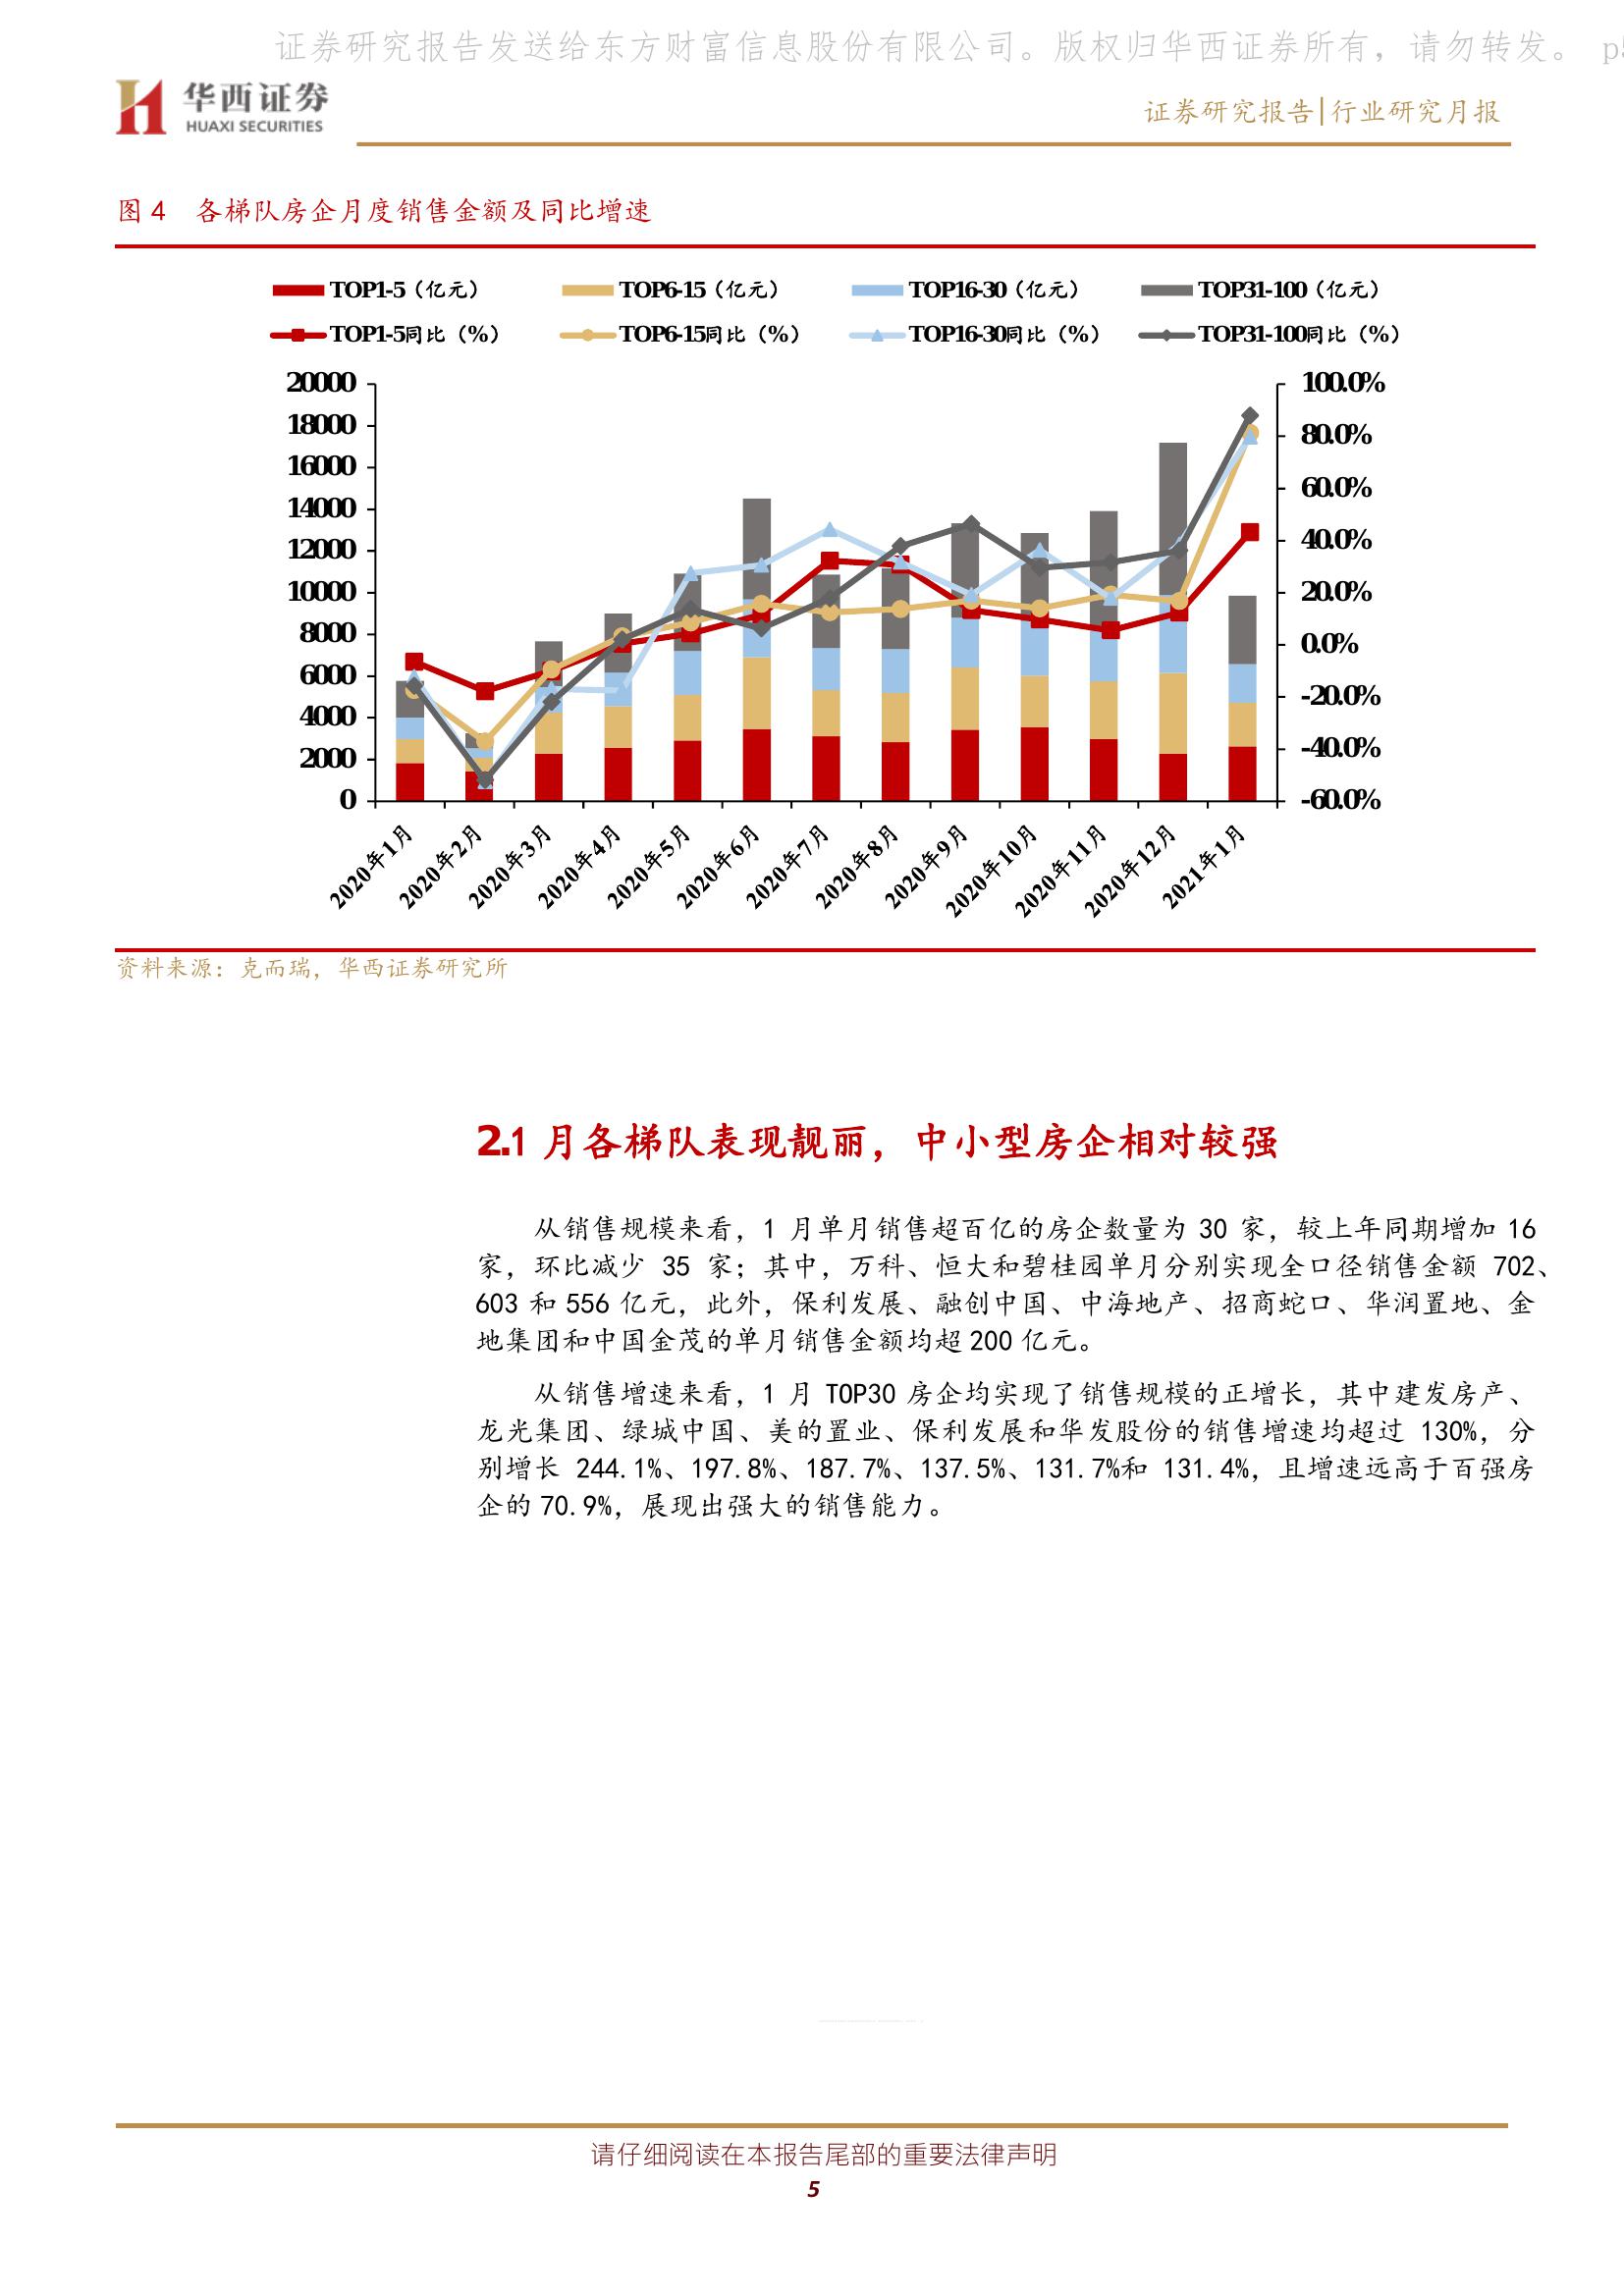 证券研究报告发送给东方财富信息股份有限公司。版权归华西证券所有，请勿转发。 p5
华西证券
HUAXI SECURITIES
证券研究报告|行业研究月报
图 4 各梯队房企月度销售金额及同比增速
TOP1-5（亿元） TOP6-15（亿元） TOP16-30（亿元） TOP31-100（亿元）
TOP1-5同比（%） TOP6-15同比（%） TOP16-30同比（%） TOP31-100同比（%）
20000 100.0%
18000 80.0%
16000 60.0%
14000 40.0%
12000 20.0%
10000 0.0%
8000 -20.0%
6000 -40.0%
4000 -60.0%
2000
0
2020年1月 2020年2月 2020年3月 2020年4月 2020年5月 2020年6月 2020年7月 2020年8月 2020年9月 2020年10月 2020年11月 2020年12月 2021年1月
资料来源：克而瑞，华西证券研究所
2.1 月各梯队表现靓丽，中小型房企相对较强
从销售规模来看，1 月单月销售超百亿的房企数量为 30 家，较上年同期增加 16
家，环比减少 35 家；其中，万科、恒大和碧桂园单月分别实现全口径销售金额 702、
603 和 556 亿元，此外，保利发展、融创中国、中海地产、招商蛇口、华润置地、金
地集团和中国金茂的单月销售金额均超 200 亿元。
从销售增速来看，1 月 TOP30 房企均实现了销售规模的正增长，其中建发房产、
龙光集团、绿城中国、美的置业、保利发展和华发股份的销售增速均超过 130%，分
别增长 244.1%、197.8%、187.7%、137.5%、131.7%和 131.4%，且增速远高于百强房
企的 70.9%，展现出强大的销售能力。
请仔细阅读在本报告尾部的重要法律声明
5